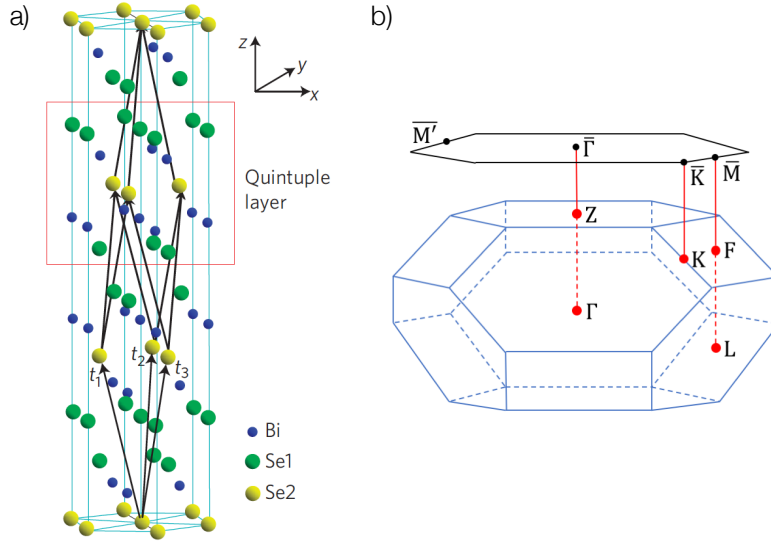 a)
z
y
x
Quintuple
layer
t₁
t₂
t₃
Bi
Se1
Se2
b)
M̅'̅
Γ̅
K̅
M̅
Z
K
F
Γ
L